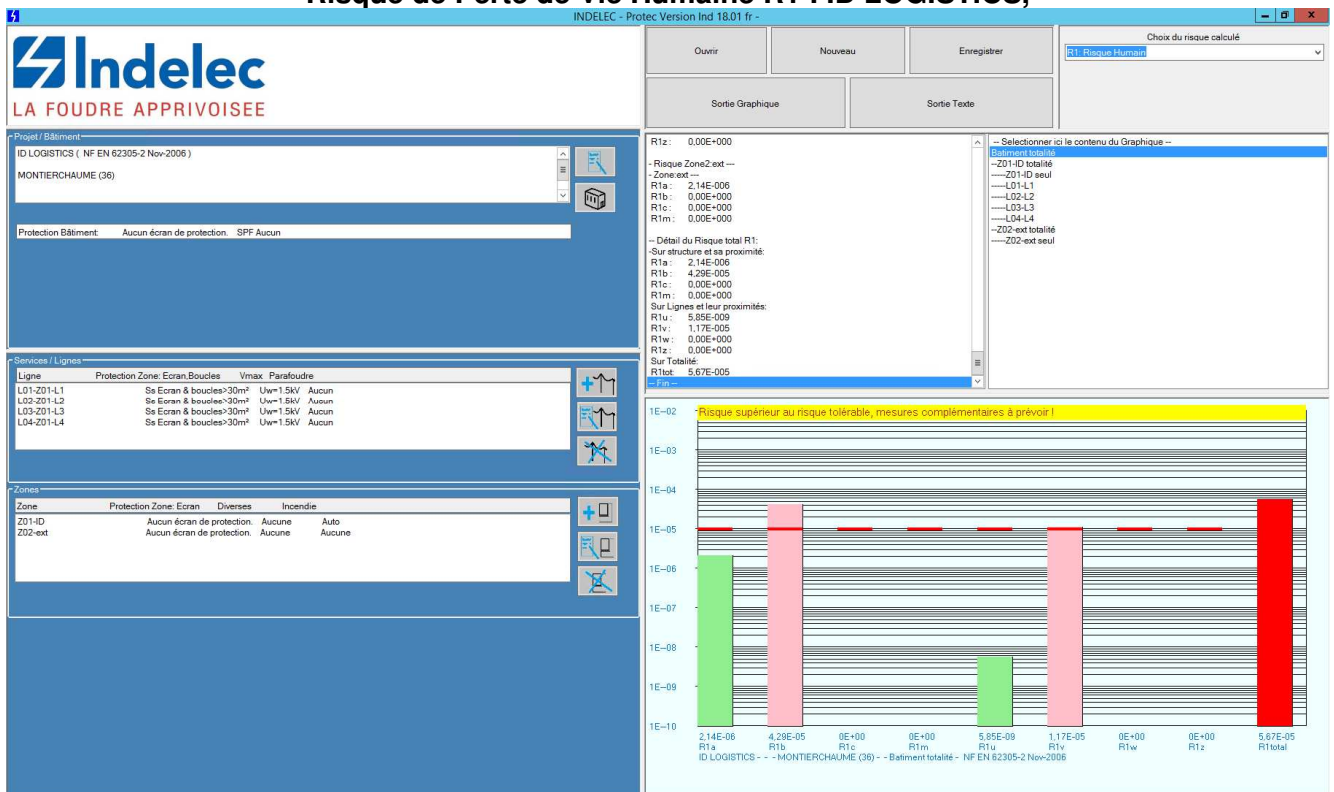 Risque de Perte de Vie Humaine R1 : ID LOGISTICS,
INDELEC - Protec Version Ind 18.01 fr -
Indelec
LA FOUDRE APPRIVOISEE
Ouvrir
Nouveau
Enregistrer
Sortie Graphique
Sortie Texte
Choix du risque calculé
R1: Risque Humain
Projet / Bâtiment
ID LOGISTICS ( NF EN 62305-2 Nov-2006 )
MONTIERCHAUME (36)
Protection Bâtiment: Aucun écran de protection. SPF Aucun
Services / Lignes
Ligne Protection Zone: Ecran,Boucles Vmax Parafoudre
L01-Z01-L1 Ss Ecran & boucles>30m² Uw=1.5kV Aucun
L02-Z01-L2 Ss Ecran & boucles>30m² Uw=1.5kV Aucun
L03-Z01-L3 Ss Ecran & boucles>30m² Uw=1.5kV Aucun
L04-Z01-L4 Ss Ecran & boucles>30m² Uw=1.5kV Aucun
Zones
Zone Protection Zone: Ecran Diverses Incendie
Z01-ID Aucun écran de protection. Aucune Auto
Z02-ext Aucun écran de protection. Aucune Aucune
R1z : 0,00E+000
- Risque Zone2:ext ---
- Zone:ext ---
R1a : 2,14E-006
R1b : 0,00E+000
R1c : 0,00E+000
R1m : 0,00E+000
-- Détail du Risque total R1:
-Sur structure et sa proximité:
R1a : 2,14E-006
R1b : 4,29E-005
R1c : 0,00E+000
R1m : 0,00E+000
Sur Lignes et leur proximités:
R1u : 5,85E-009
R1v : 1,17E-005
R1w : 0,00E+000
R1z : 0,00E+000
Sur Totalité:
R1tot: 5,67E-005
-- Fin --
-- Selectionner ici le contenu du Graphique --
Batiment totalité
--Z01-ID totalité
-----Z01-ID seul
-----L01-L1
-----L02-L2
-----L03-L3
-----L04-L4
--Z02-ext totalité
-----Z02-ext seul
Risque supérieur au risque tolérable, mesures complémentaires à prévoir !
1E-02
1E-03
1E-04
1E-05
1E-06
1E-07
1E-08
1E-09
1E-10
2,14E-06 4,29E-05 0E+00 0E+00 5,85E-09 1,17E-05 0E+00 0E+00 5,67E-05
R1a R1b R1c R1m R1u R1v R1w R1z R1total
ID LOGISTICS - - - MONTIERCHAUME (36) - - Batiment totalité - NF EN 62305-2 Nov-2006